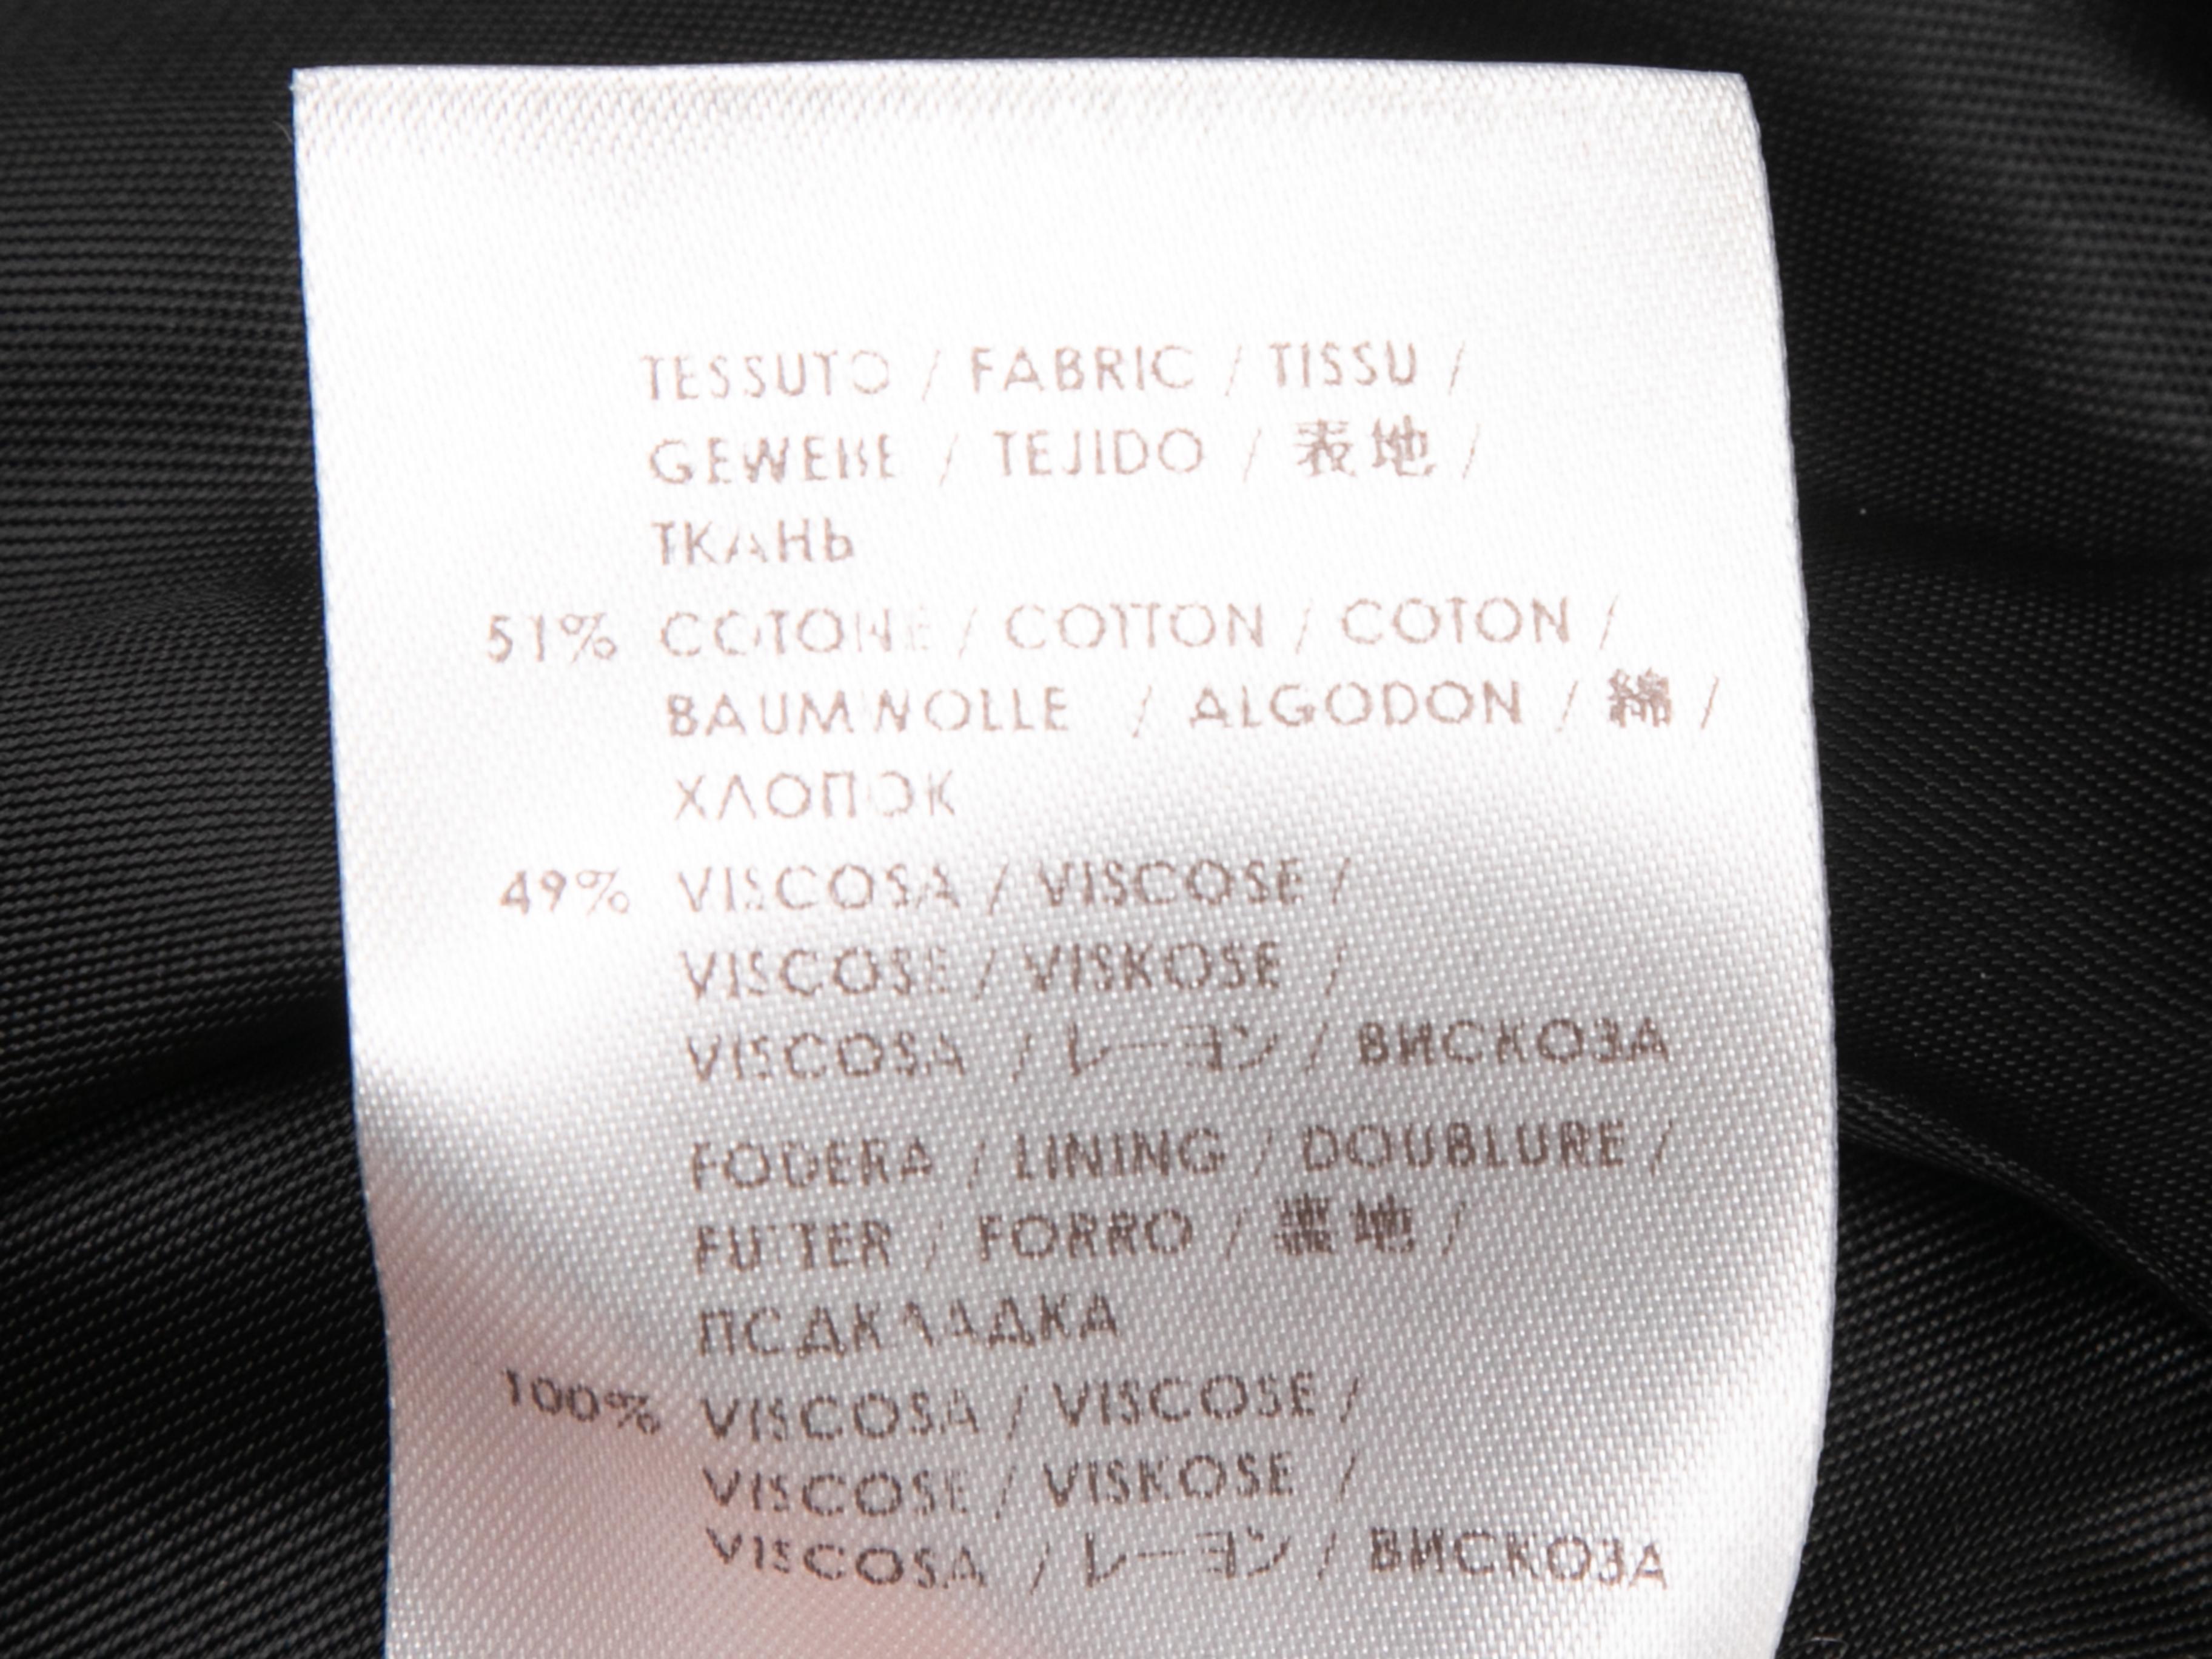 TESSUTO / FABRIC / TISSU /
GEWEBE / TEJIDO / 表地 /
ТКАНЬ
51% COTONE / COTTON / COTON /
BAUMWOLLE / ALGODON / 綿 /
ХЛОПОК
49% VISCOSA / VISCOSE /
VISCOSE / VISKOSE /
VISCOSA / レーヨン / ВИСКОЗА
FODERA / LINING / DOUBLURE /
FUTTER / FORRO / 裏地 /
ПОДКЛАДКА
100% VISCOSA / VISCOSE /
VISCOSE / VISKOSE /
VISCOSA / レーヨン / ВИСКОЗА